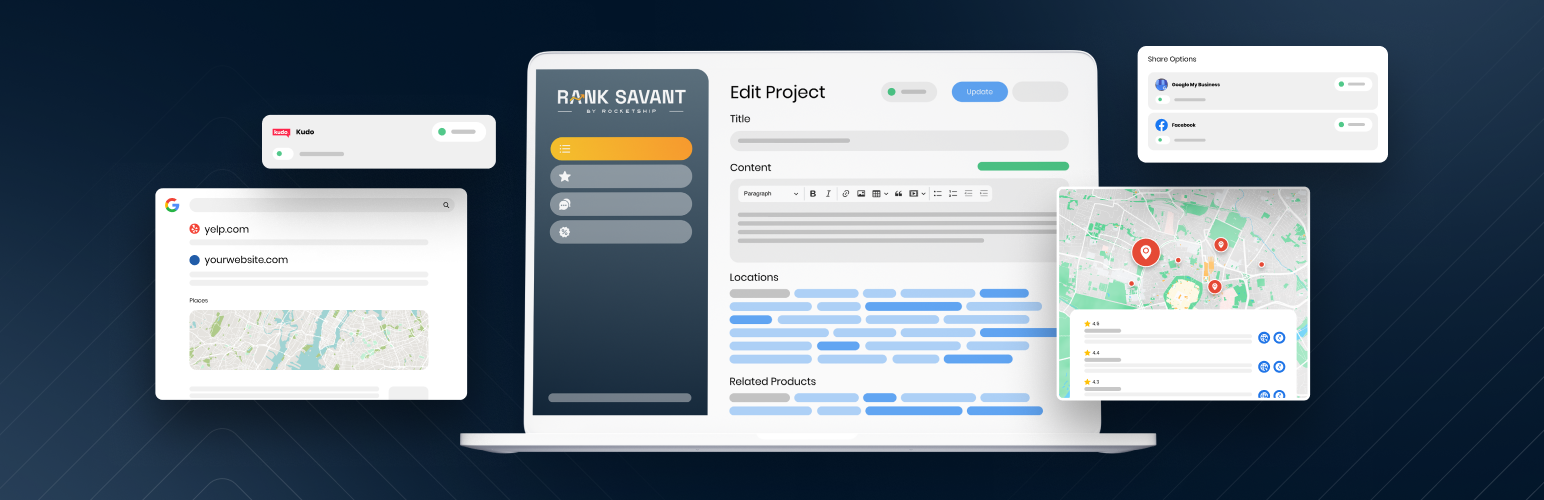 kudo
Kudo
yelp.com
yourwebsite.com
Places
RANK SAVANT
BY ROCKETSHIP
Edit Project
Update
Title
Content
Paragraph
B I
Locations
Related Products
Share Options
Google My Business
Facebook
4.6
4.4
4.3